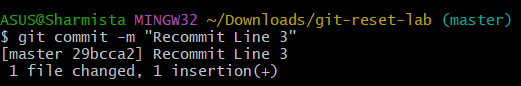 ASUS@Sharmista MINGW32 ~/Downloads/git-reset-lab (master)
$ git commit -m "Recommit Line 3"
[master 29bcca2] Recommit Line 3
 1 file changed, 1 insertion(+)